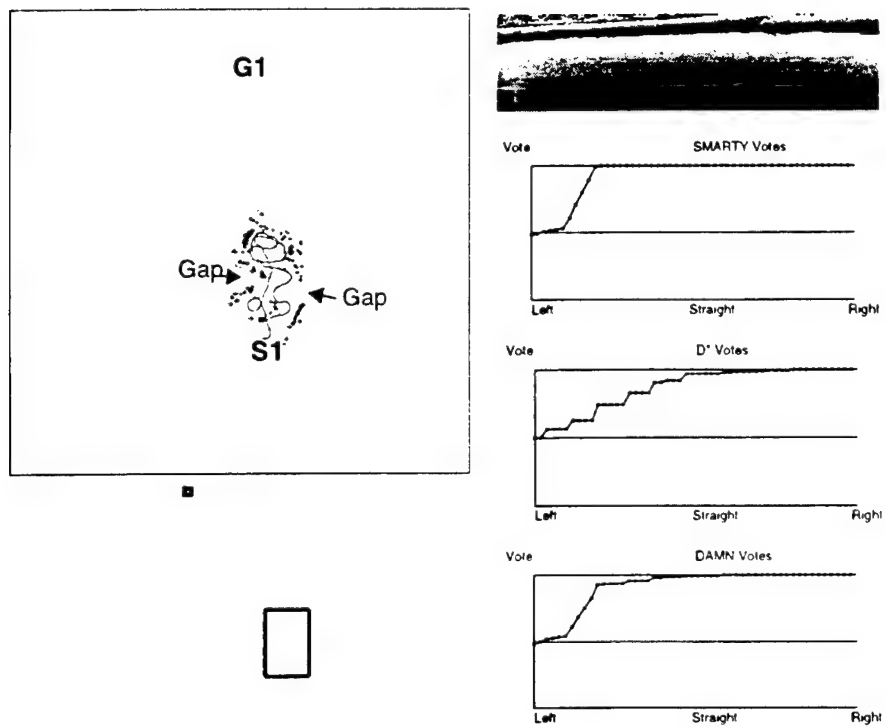 G1
Gap
Gap
S1
Vote SMARTY Votes
Left Straight Right
Vote D* Votes
Left Straight Right
Vote DAMN Votes
Left Straight Right